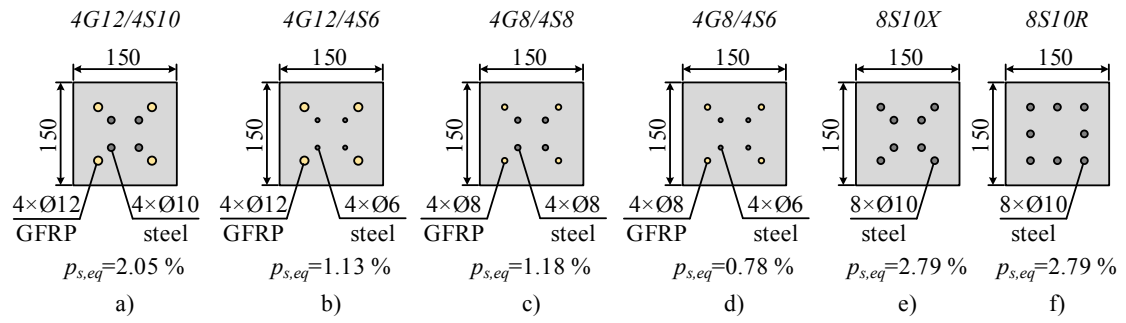 4G12/4S10 4G12/4S6 4G8/4S8 4G8/4S6 8S10X 8S10R
150 150 150 150 150 150
150 150 150 150 150 150
4×Ø12 4×Ø10 4×Ø12 4×Ø6 4×Ø8 4×Ø8 4×Ø8 4×Ø6 8×Ø10 8×Ø10
GFRP steel GFRP steel GFRP steel GFRP steel steel steel
ps,eq=2.05 % ps,eq=1.13 % ps,eq=1.18 % ps,eq=0.78 % ps,eq=2.79 % ps,eq=2.79 %
a) b) c) d) e) f)